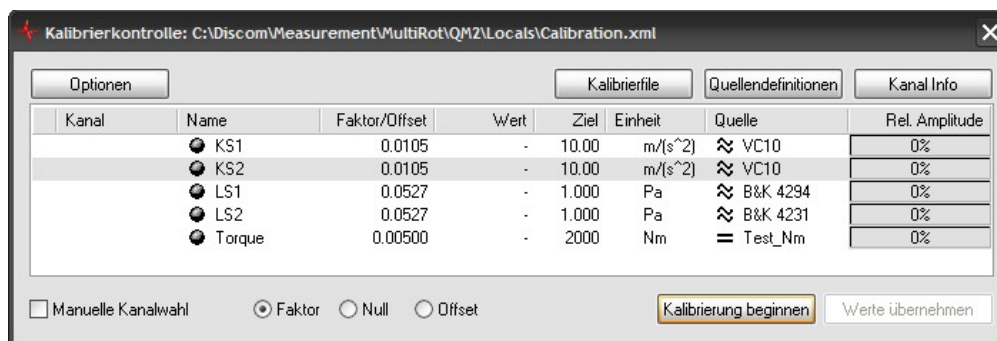 Kalibrierkontrolle: C:\Discom\Measurement\MultiRot\QM2\Locals\Calibration.xml
Optionen Kalibrierfile Quellendefinitionen Kanal Info
Kanal Name Faktor/Offset Wert Ziel Einheit Quelle Rel. Amplitude
KS1 0.0105 - 10.00 m/(s^2) VC10 0%
KS2 0.0105 - 10.00 m/(s^2) VC10 0%
LS1 0.0527 - 1.000 Pa B&K 4294 0%
LS2 0.0527 - 1.000 Pa B&K 4231 0%
Torque 0.00500 - 2000 Nm Test_Nm 0%
Manuelle Kanalwahl Faktor Null Offset Kalibrierung beginnen Werte übernehmen